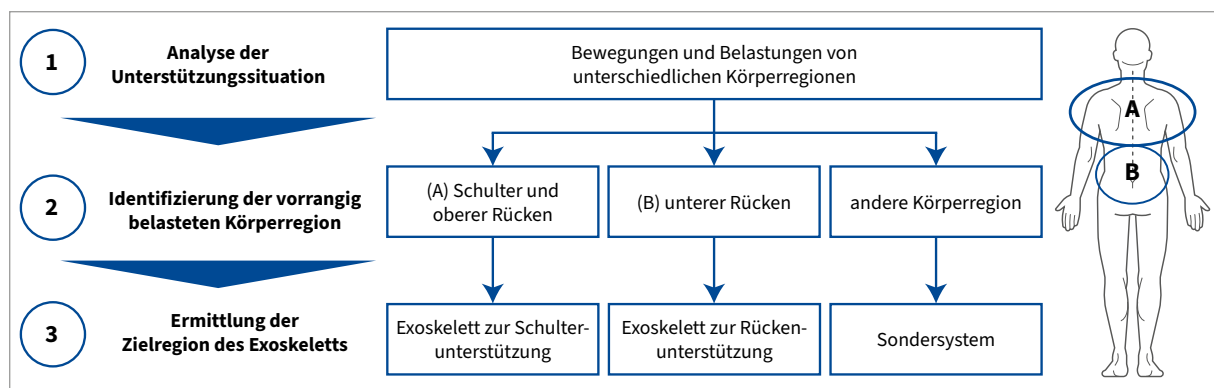 1
Analyse der
Unterstützungssituation
Bewegungen und Belastungen von
unterschiedlichen Körperregionen
A
B
2
Identifizierung der vorrangig
belasteten Körperregion
(A) Schulter und
oberer Rücken
(B) unterer Rücken
andere Körperregion
3
Ermittlung der
Zielregion des Exoskeletts
Exoskelett zur Schulter-
unterstützung
Exoskelett zur Rücken-
unterstützung
Sondersystem